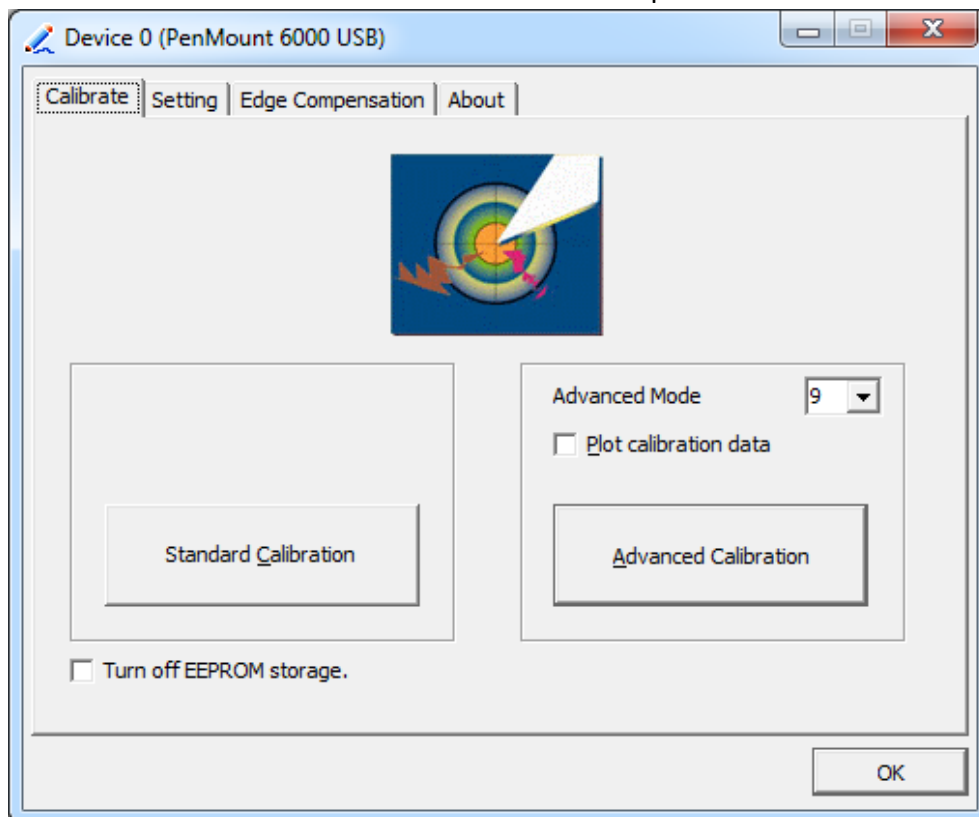 Device 0 (PenMount 6000 USB)
Calibrate Setting Edge Compensation About
Advanced Mode 9
Plot calibration data
Standard Calibration
Advanced Calibration
Turn off EEPROM storage.
OK